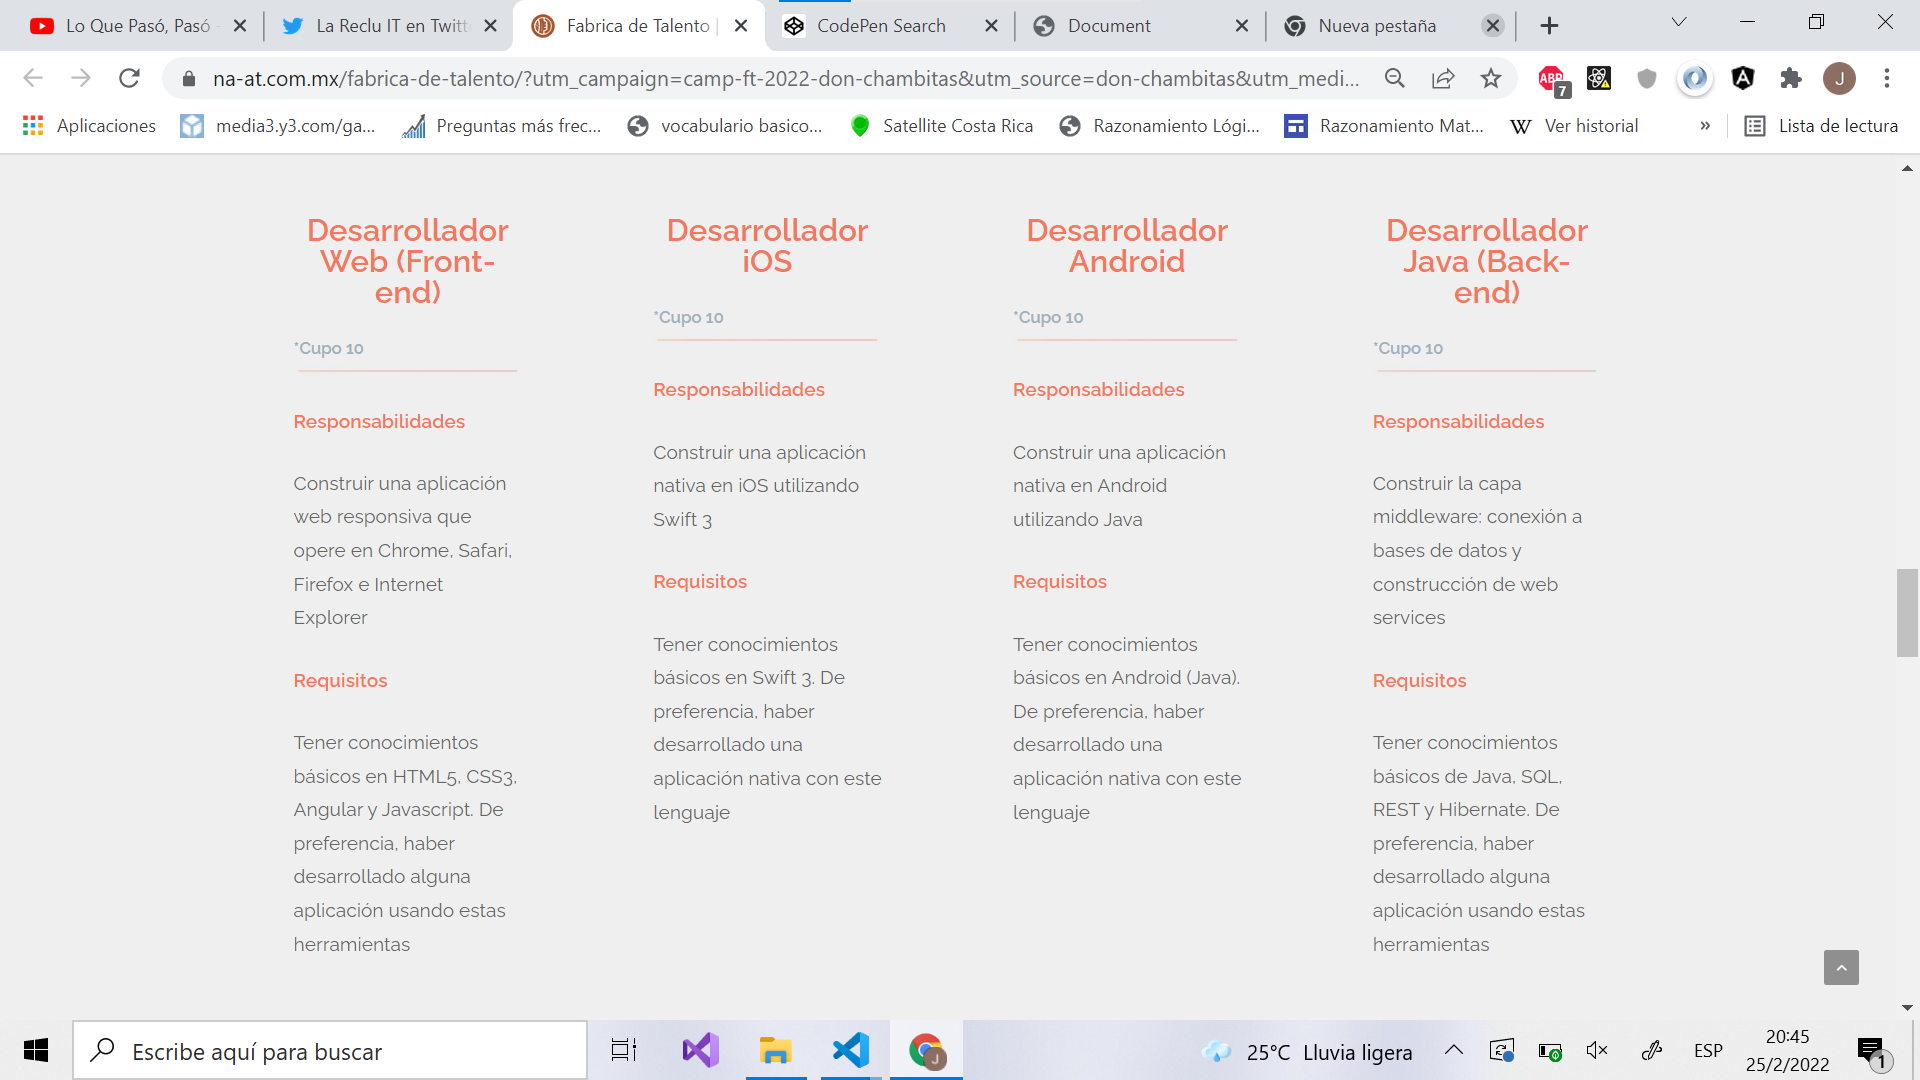 Lo Que Pasó, Pasó
La Reclu IT en Twitt
Fabrica de Talento |
CodePen Search
Document
Nueva pestaña
na-at.com.mx/fabrica-de-talento/?utm_campaign=camp-ft-2022-don-chambitas&utm_source=don-chambitas&utm_medi...
ABP
7
J
Aplicaciones
media3.y3.com/ga...
Preguntas más frec...
vocabulario basico...
Satellite Costa Rica
Razonamiento Lógi...
Razonamiento Mat...
W
Ver historial
»
Lista de lectura
Desarrollador
Web (Front-
end)
*Cupo 10
Responsabilidades
Construir una aplicación
web responsiva que
opere en Chrome, Safari,
Firefox e Internet
Explorer
Requisitos
Tener conocimientos
básicos en HTML5, CSS3,
Angular y Javascript. De
preferencia, haber
desarrollado alguna
aplicación usando estas
herramientas
Desarrollador
iOS
*Cupo 10
Responsabilidades
Construir una aplicación
nativa en iOS utilizando
Swift 3
Requisitos
Tener conocimientos
básicos en Swift 3. De
preferencia, haber
desarrollado una
aplicación nativa con este
lenguaje
Desarrollador
Android
*Cupo 10
Responsabilidades
Construir una aplicación
nativa en Android
utilizando Java
Requisitos
Tener conocimientos
básicos en Android (Java).
De preferencia, haber
desarrollado una
aplicación nativa con este
lenguaje
Desarrollador
Java (Back-
end)
*Cupo 10
Responsabilidades
Construir la capa
middleware: conexión a
bases de datos y
construcción de web
services
Requisitos
Tener conocimientos
básicos de Java, SQL,
REST y Hibernate. De
preferencia, haber
desarrollado alguna
aplicación usando estas
herramientas
Escribe aquí para buscar
J
25°C Lluvia ligera
ESP
20:45
25/2/2022
1